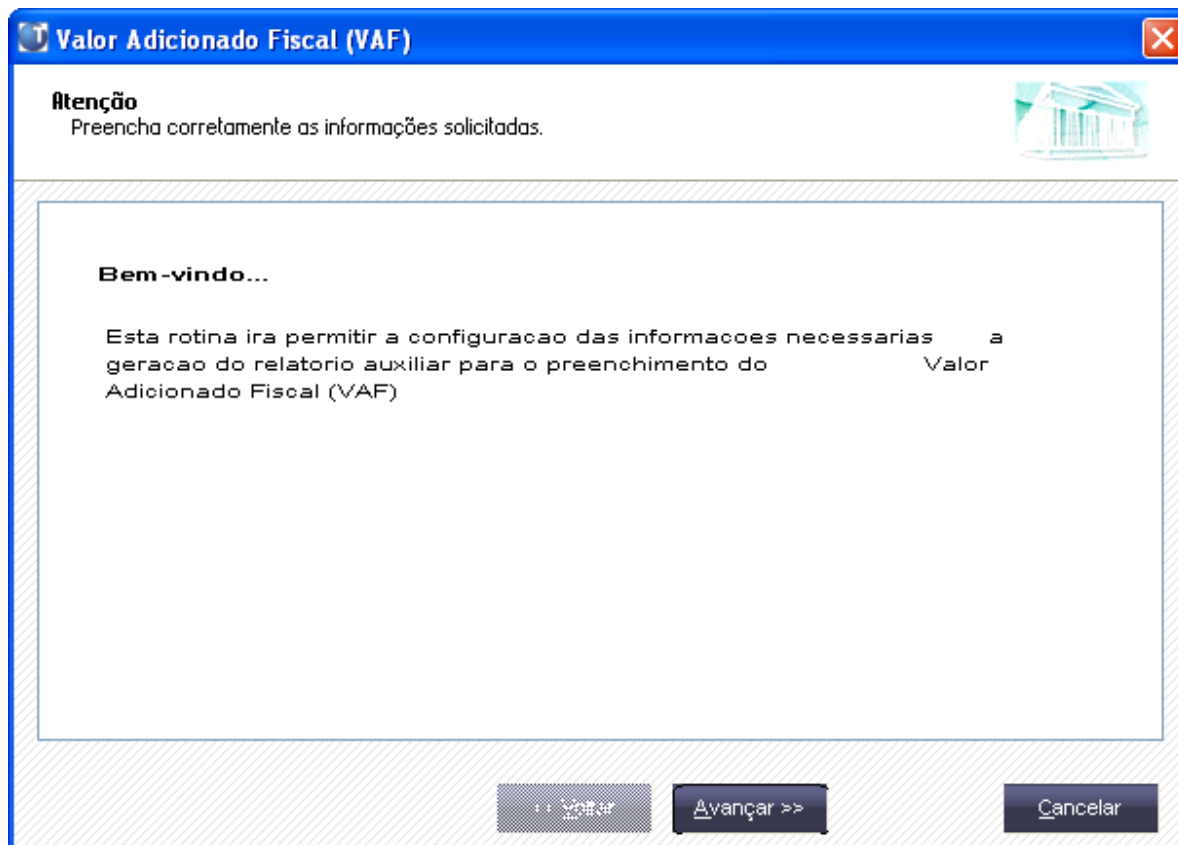 Valor Adicionado Fiscal (VAF)
Atenção
Preencha corretamente as informações solicitadas.
Bem-vindo...
Esta rotina ira permitir a configuracao das informacoes necessarias a
geracao do relatorio auxiliar para o preenchimento do Valor
Adicionado Fiscal (VAF)
<< Voltar Avançar >> Cancelar